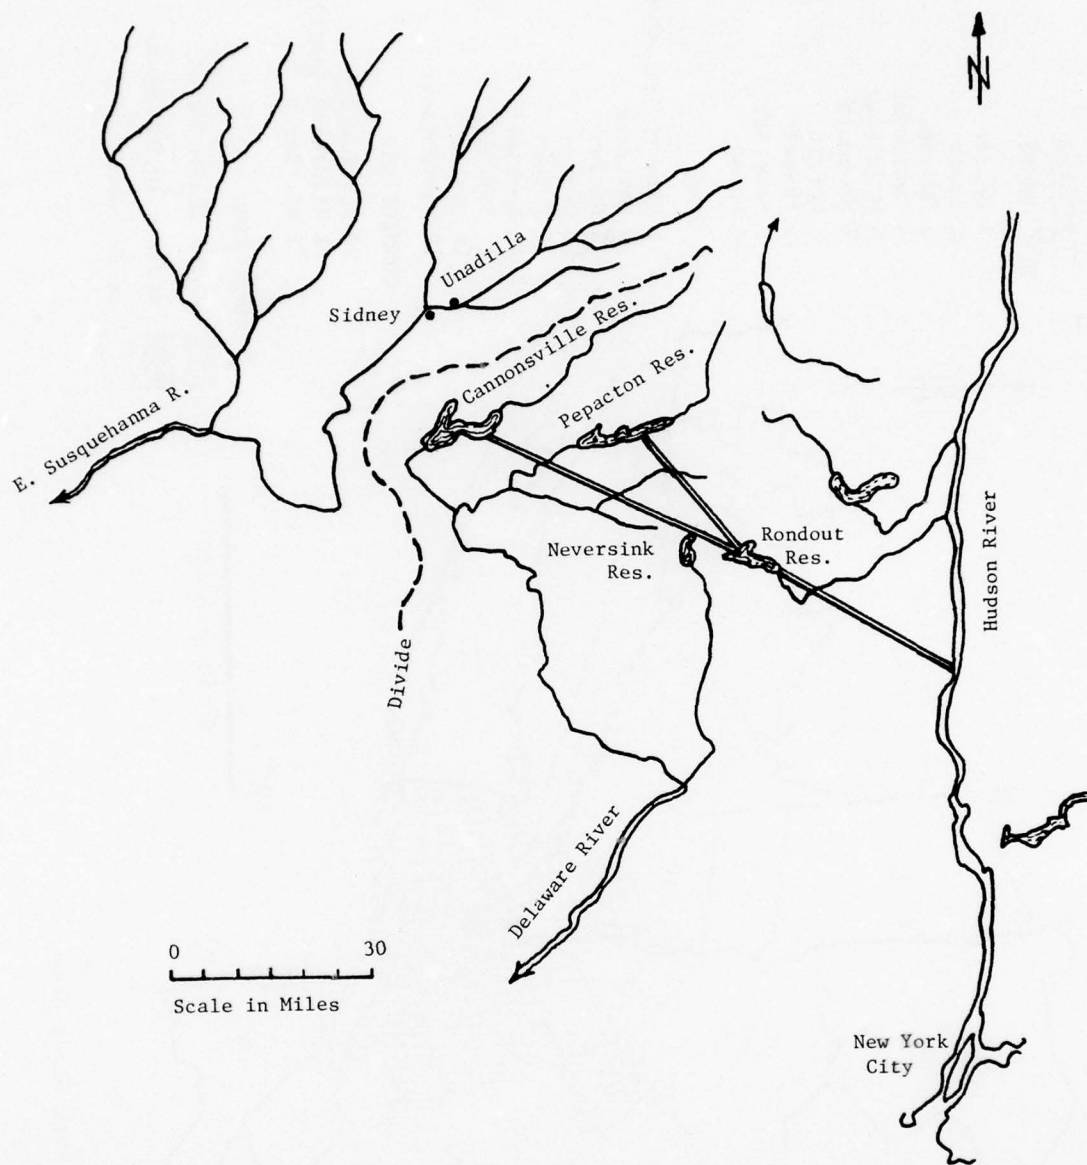 N
Unadilla
Sidney
Cannonsville Res.
Pepacton Res.
E. Susquehanna R.
Neversink
Res.
Rondout
Res.
Hudson River
Divide
Delaware River
0 30
Scale in Miles
New York
City